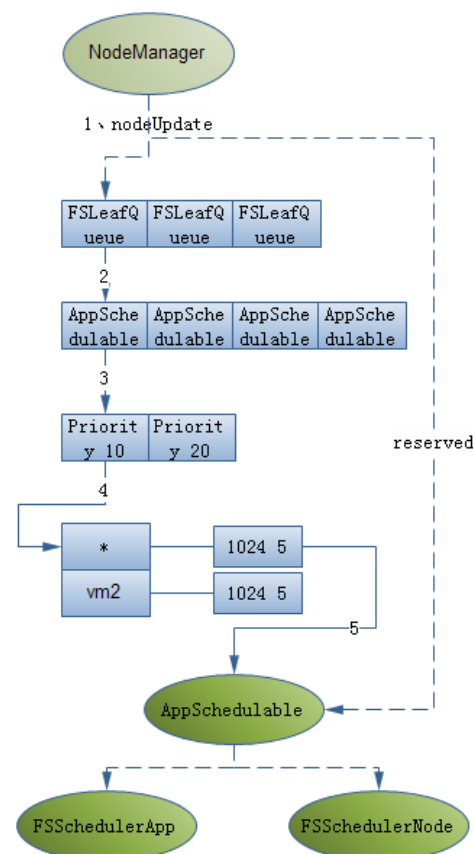 NodeManager
1、nodeUpdate
FSLeafQ FSLeafQ FSLeafQ
ueue ueue ueue
2
AppSche AppSche AppSche AppSche
dulable dulable dulable dulable
3
Priorit Priorit
y 10 y 20
reserved
4
* 1024 5
vm2 1024 5
5
AppSchedulable
FSSchedulerApp FSSchedulerNode